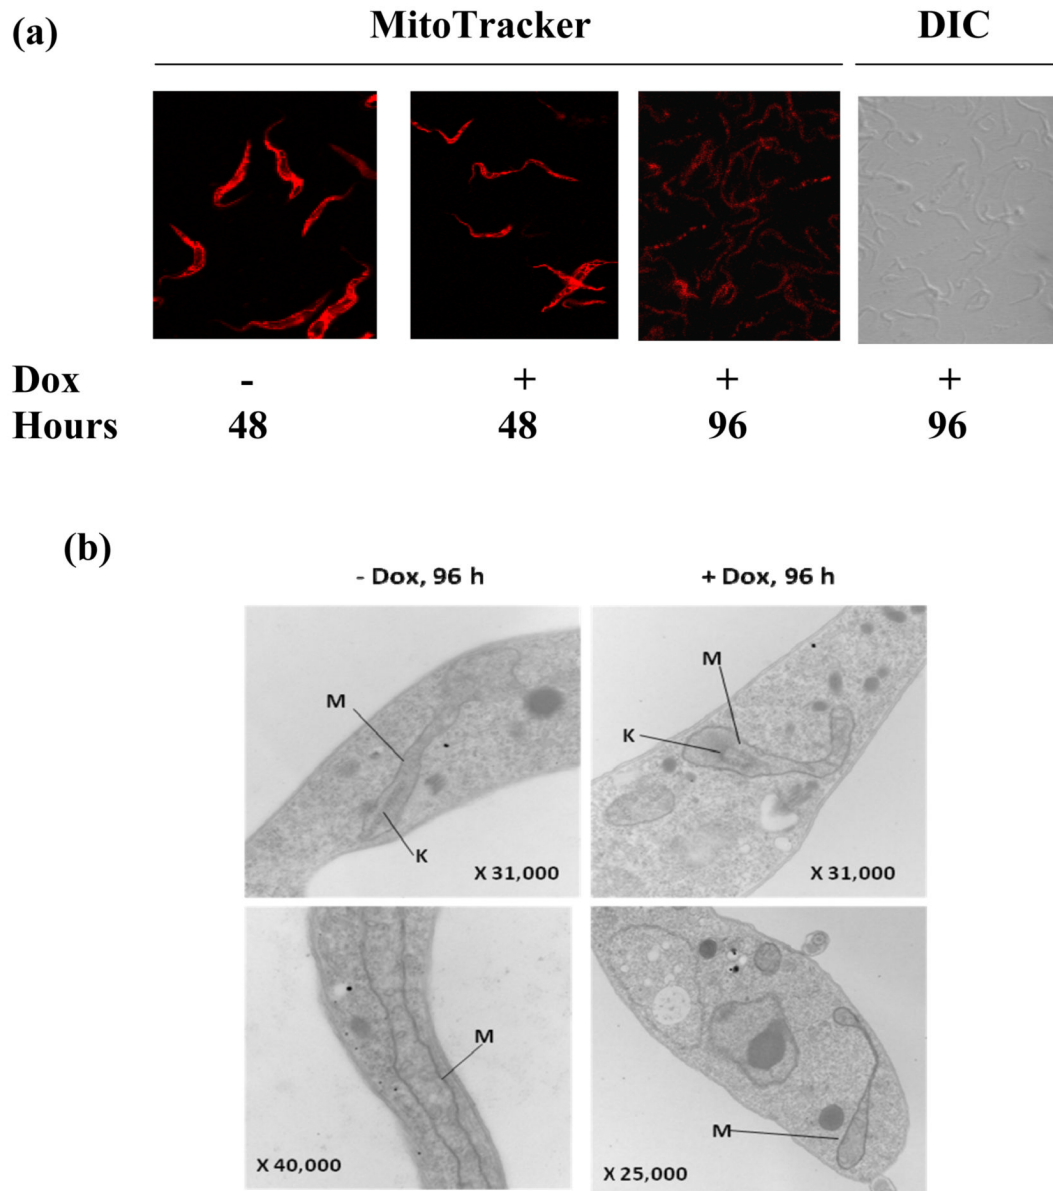 (a) MitoTracker DIC
Dox - + + +
Hours 48 48 96 96
(b)
- Dox, 96 h + Dox, 96 h
M M
K
K
X 31,000 X 31,000
M
M
X 40,000 X 25,000